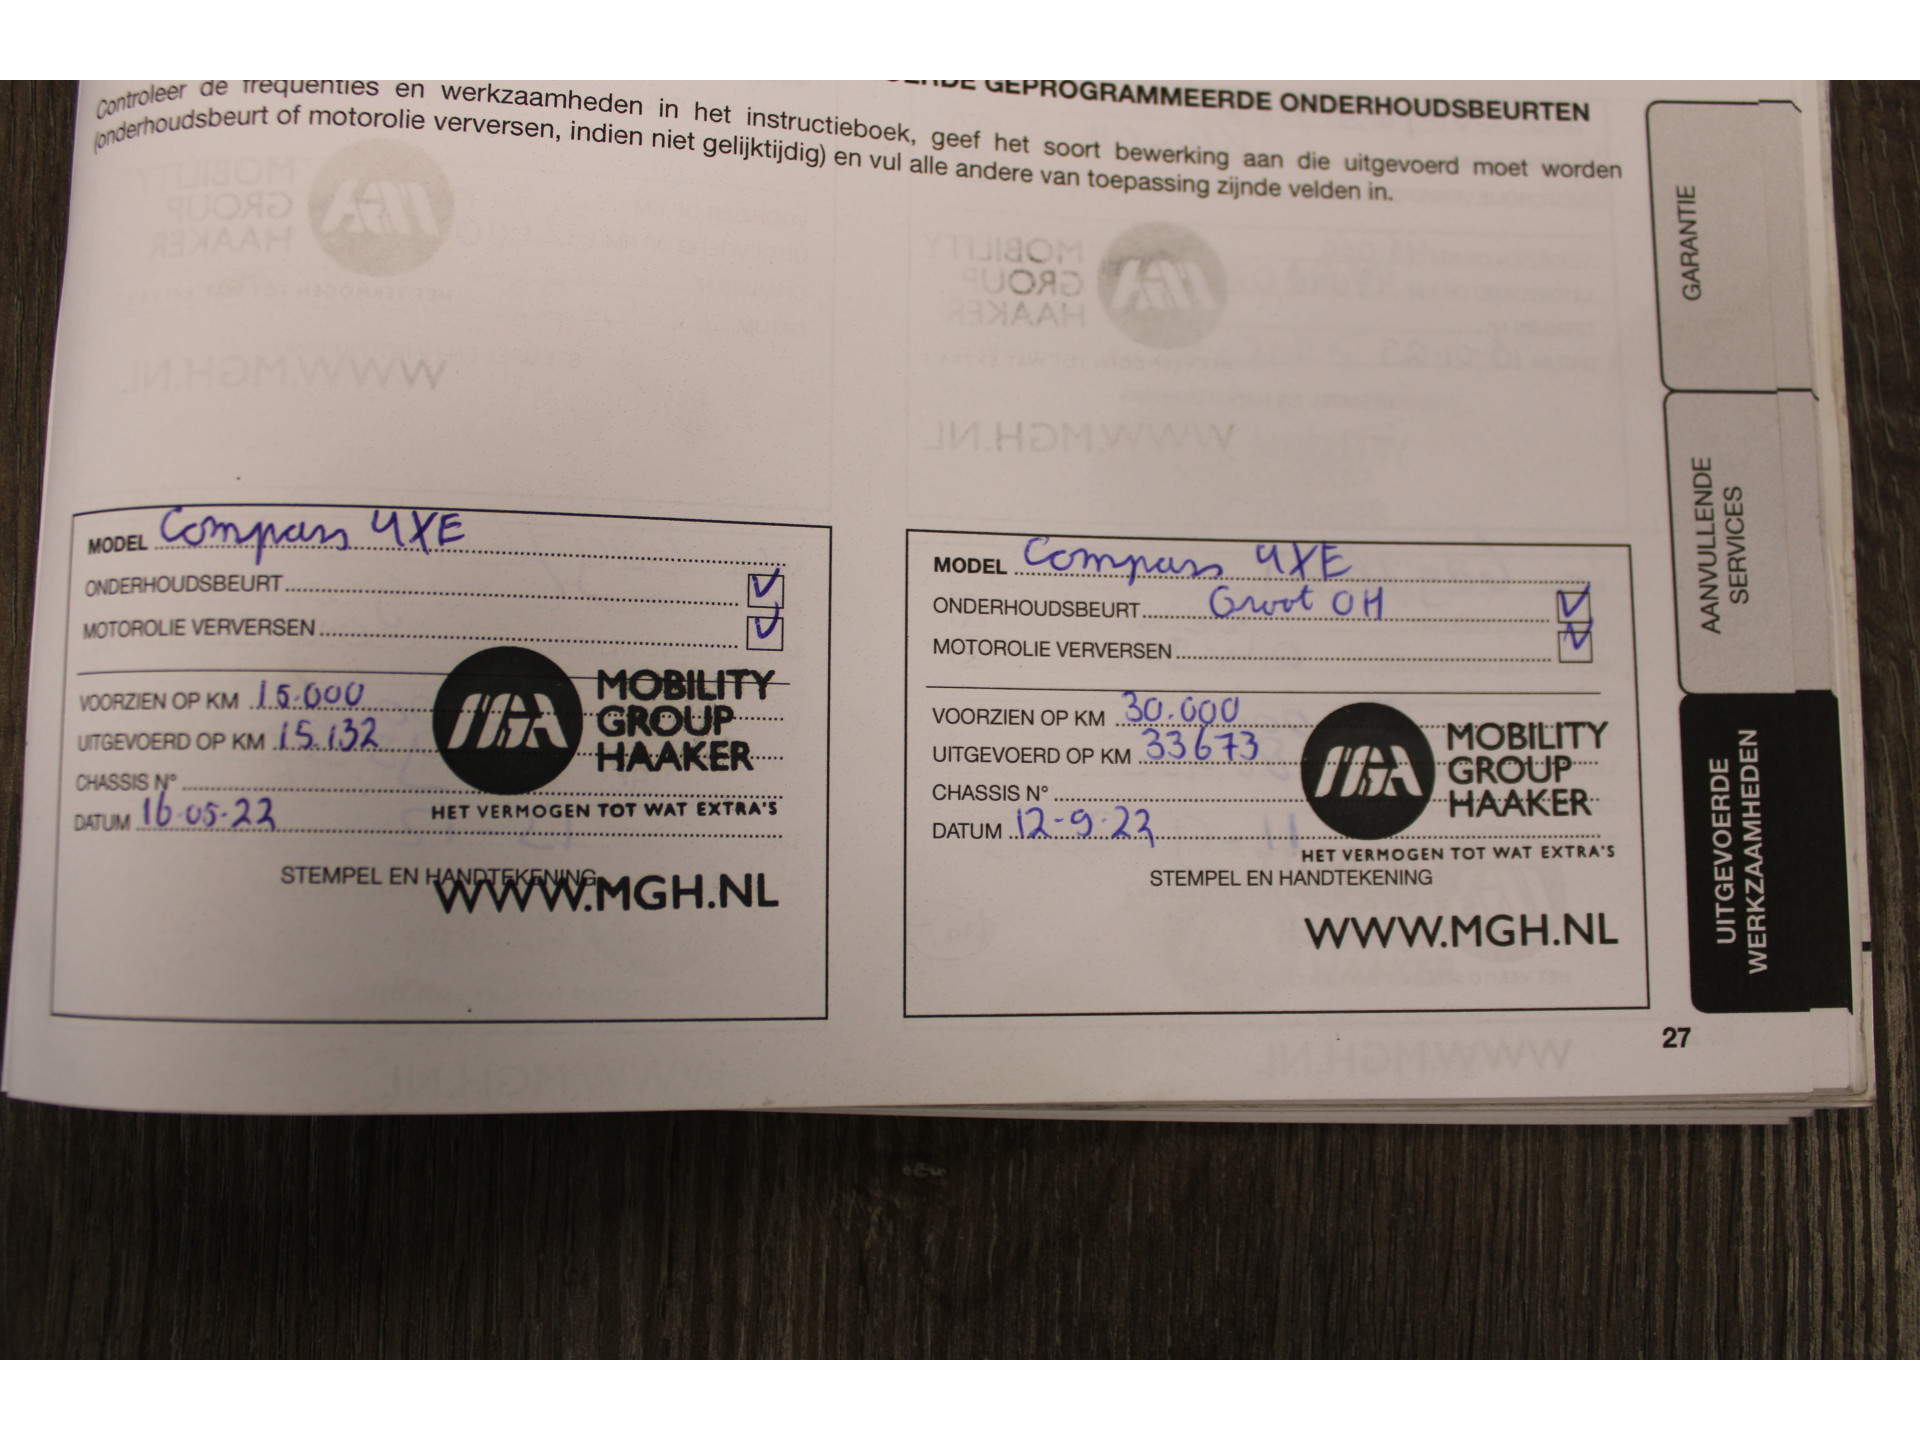 GEPROGRAMMEERDE ONDERHOUDSBEURTEN
Controleer de frequenties en werkzaamheden in het instructieboek, geef het soort bewerking aan die uitgevoerd moet worden
(onderhoudsbeurt of motorolie verversen, indien niet gelijktijdig) en vul alle andere van toepassing zijnde velden in.
MODEL Compass 4XE
ONDERHOUDSBEURT
MOTOROLIE VERVERSEN
VOORZIEN OP KM 15.000
UITGEVOERD OP KM 15.132
CHASSIS N°
DATUM 16-05-22
MOBILITY
GROUP
HAAKER
HET VERMOGEN TOT WAT EXTRA'S
STEMPEL EN HANDTEKENING
WWW.MGH.NL
MODEL Compass 4XE
ONDERHOUDSBEURT Groot OH
MOTOROLIE VERVERSEN
VOORZIEN OP KM 30.000
UITGEVOERD OP KM 33673
CHASSIS N°
DATUM 12-9-22
MOBILITY
GROUP
HAAKER
HET VERMOGEN TOT WAT EXTRA'S
STEMPEL EN HANDTEKENING
WWW.MGH.NL
GARANTIE
AANVULLENDE
SERVICES
UITGEVOERDE
WERKZAAMHEDEN
27